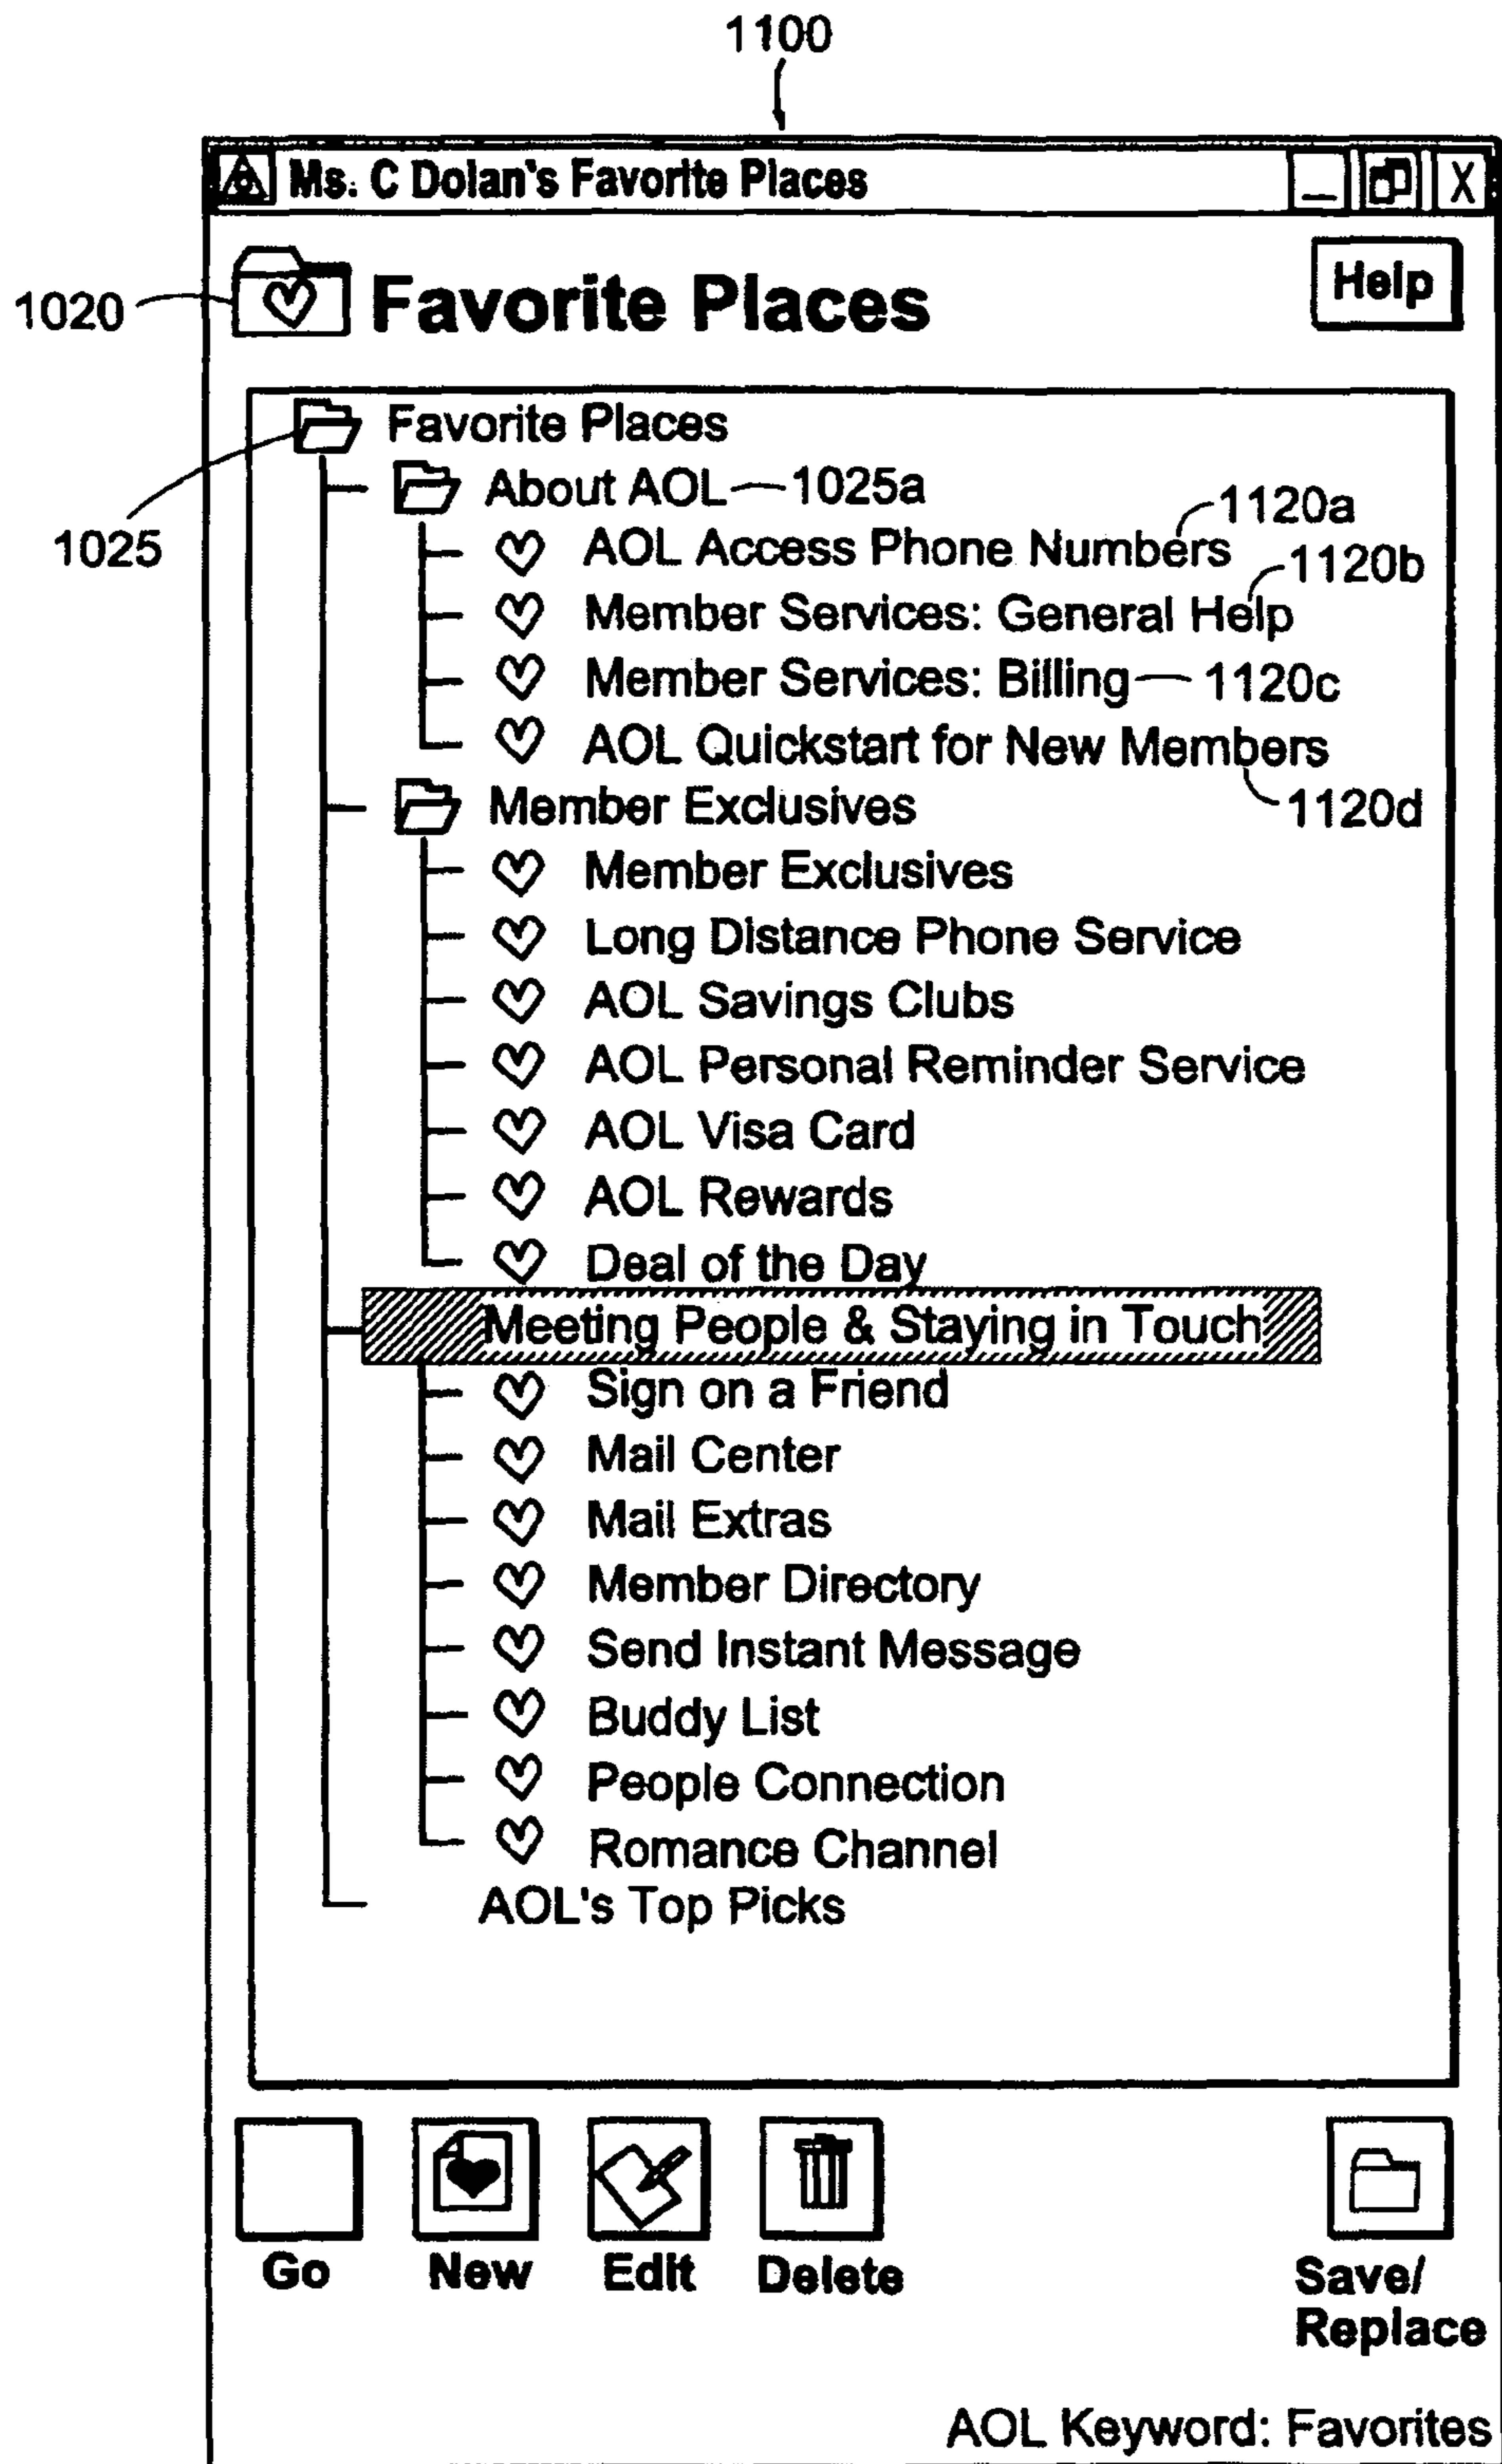 1100
Ms. C Dolan's Favorite Places X
1020 Favorite Places Help
Favorite Places
1025
About AOL 1025a
AOL Access Phone Numbers 1120a
Member Services: General Help 1120b
Member Services: Billing 1120c
AOL Quickstart for New Members 1120d
Member Exclusives
Member Exclusives
Long Distance Phone Service
AOL Savings Clubs
AOL Personal Reminder Service
AOL Visa Card
AOL Rewards
Deal of the Day
Meeting People & Staying in Touch
Sign on a Friend
Mail Center
Mail Extras
Member Directory
Send Instant Message
Buddy List
People Connection
Romance Channel
AOL's Top Picks
Go New Edit Delete Save/
Replace
AOL Keyword: Favorites